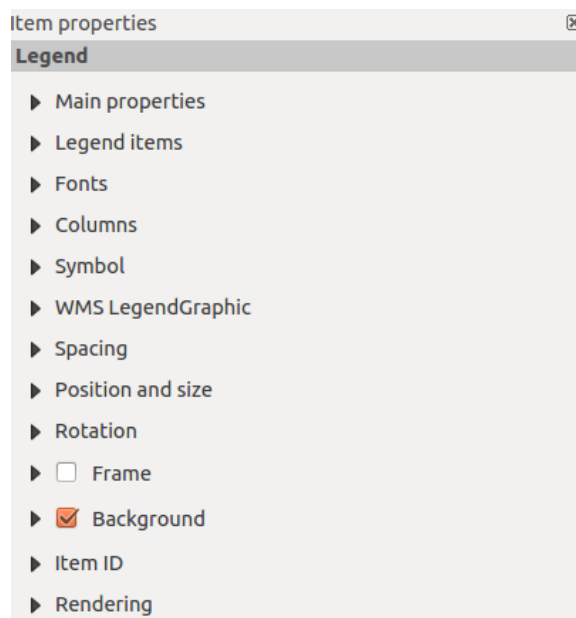 Item properties
Legend
Main properties
Legend items
Fonts
Columns
Symbol
WMS LegendGraphic
Spacing
Position and size
Rotation
Frame
Background
Item ID
Rendering